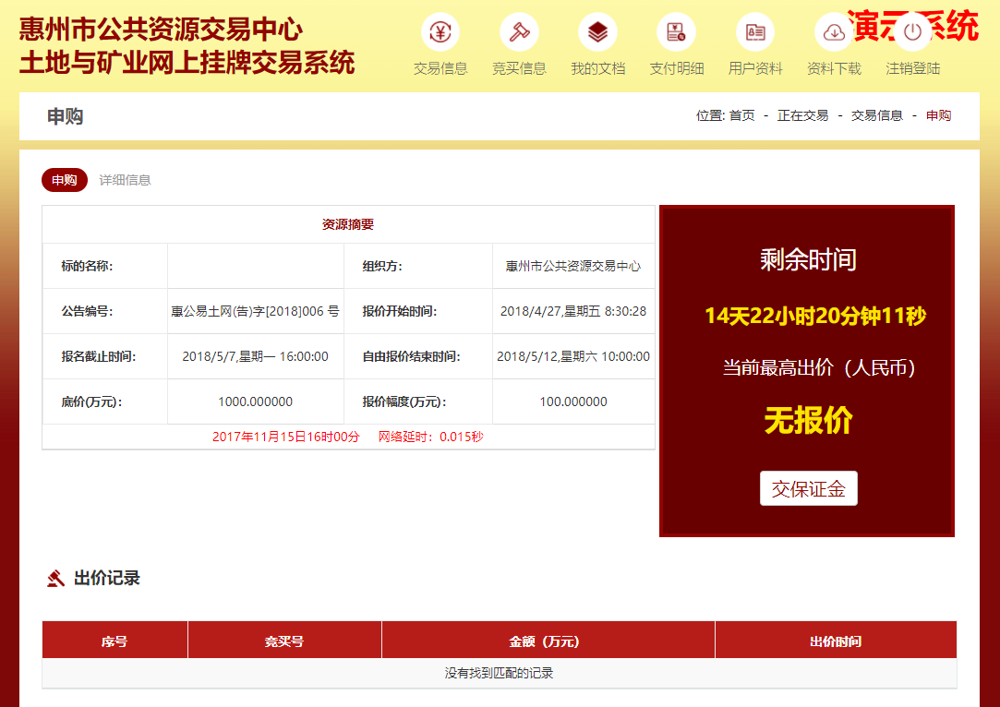 惠州市公共资源交易中心
土地与矿业网上挂牌交易系统
演示系统
交易信息 竞买信息 我的文档 支付明细 用户资料 资料下载 注销登陆
申购
位置: 首页 - 正在交易 - 交易信息 - 申购
申购 详细信息
资源摘要
标的名称: 组织方: 惠州市公共资源交易中心
公告编号: 惠公易土网(告)字[2018]006 号 报价开始时间: 2018/4/27,星期五 8:30:28
报名截止时间: 2018/5/7,星期一 16:00:00 自由报价结束时间: 2018/5/12,星期六 10:00:00
底价(万元): 1000.000000 报价幅度(万元): 100.000000
2017年11月15日16时00分 网络延时：0.015秒
剩余时间
14天22小时20分钟11秒
当前最高出价（人民币）
无报价
交保证金
出价记录
序号 竞买号 金额（万元） 出价时间
没有找到匹配的记录